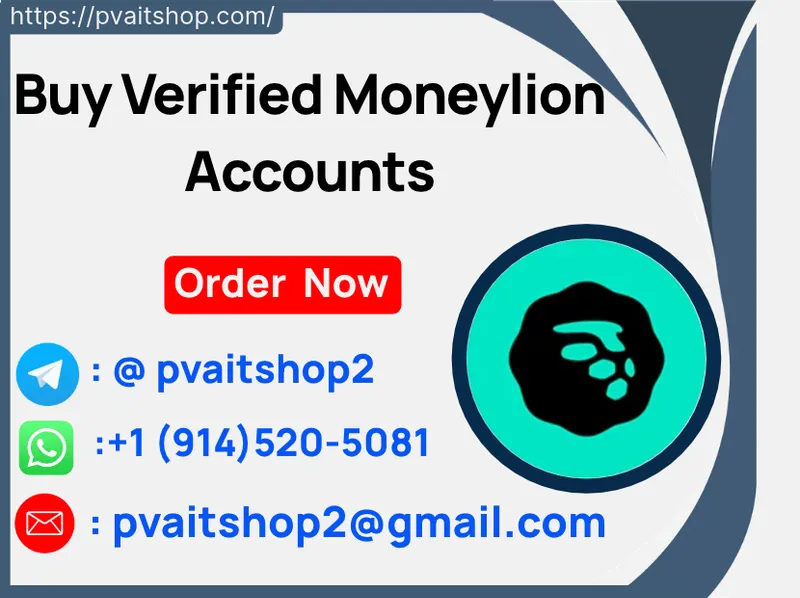 https://pvaitshop.com/
Buy Verified Moneylion
Accounts
Order Now
: @ pvaitshop2
:+1 (914)520-5081
: pvaitshop2@gmail.com